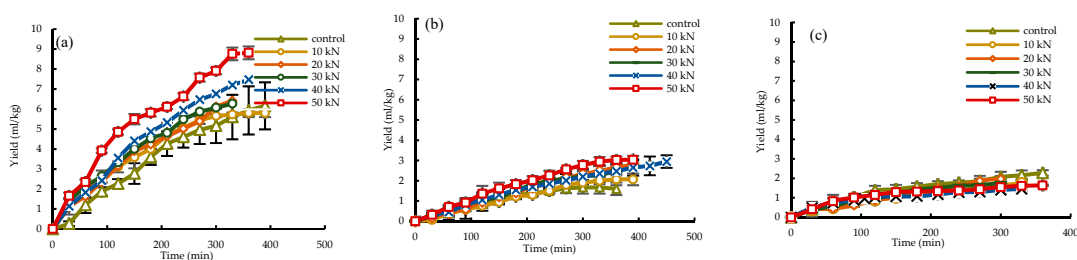 (a)
Yield (ml/kg)
10
9
8
7
6
5
4
3
2
1
0
0
100
200
300
400
500
Time (min)
control
10 kN
20 kN
30 kN
40 kN
50 kN
(b)
Yield (ml/kg)
10
9
8
7
6
5
4
3
2
1
0
0
100
200
300
400
500
Time (min)
control
10 kN
20 kN
30 kN
40 kN
50 kN
(c)
Yield (ml/kg)
10
9
8
7
6
5
4
3
2
1
0
0
100
200
300
400
Time (min)
control
10 kN
20 kN
30 kN
40 kN
50 kN